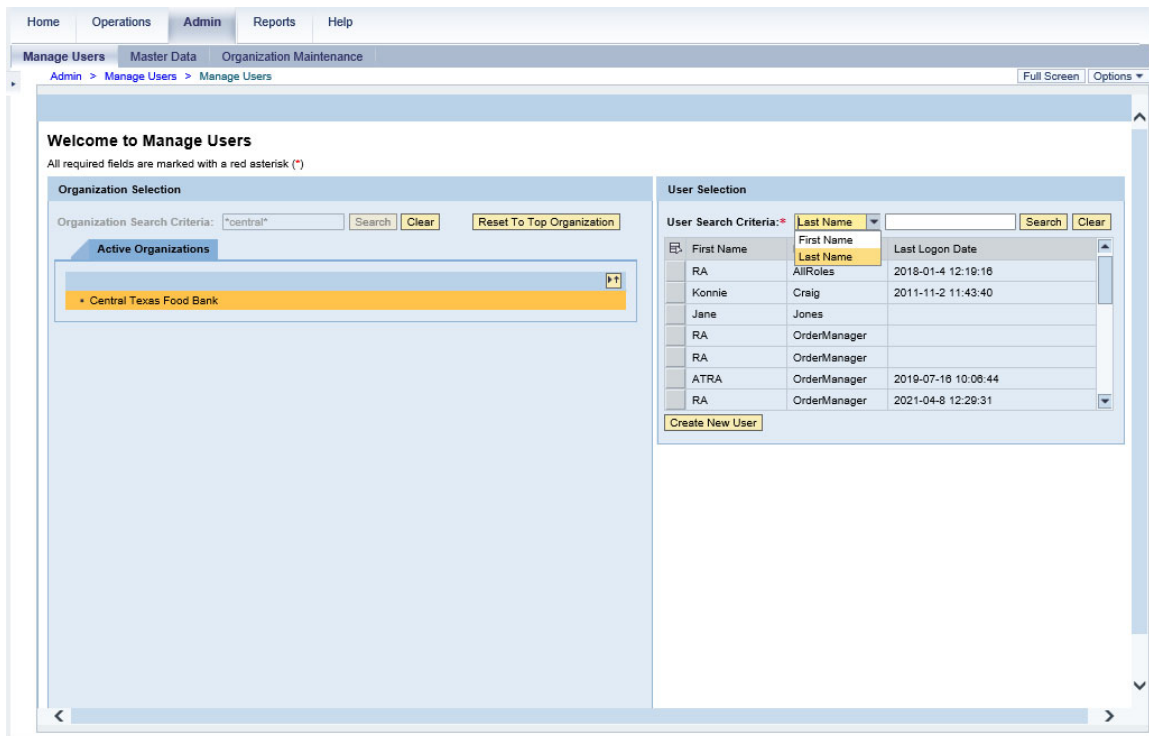 Home Operations Admin Reports Help
Manage Users Master Data Organization Maintenance
Admin > Manage Users > Manage Users Full Screen Options
Welcome to Manage Users
All required fields are marked with a red asterisk (*)
Organization Selection
Organization Search Criteria: *central* Search Clear Reset To Top Organization
Active Organizations
• Central Texas Food Bank
User Selection
User Search Criteria:* Last Name Search Clear
First Name
Last Name
First Name Last Logon Date
RA AllRoles 2018-01-4 12:19:16
Konnie Craig 2011-11-2 11:43:40
Jane Jones
RA OrderManager
RA OrderManager
ATRA OrderManager 2019-07-16 10:06:44
RA OrderManager 2021-04-8 12:29:31
Create New User